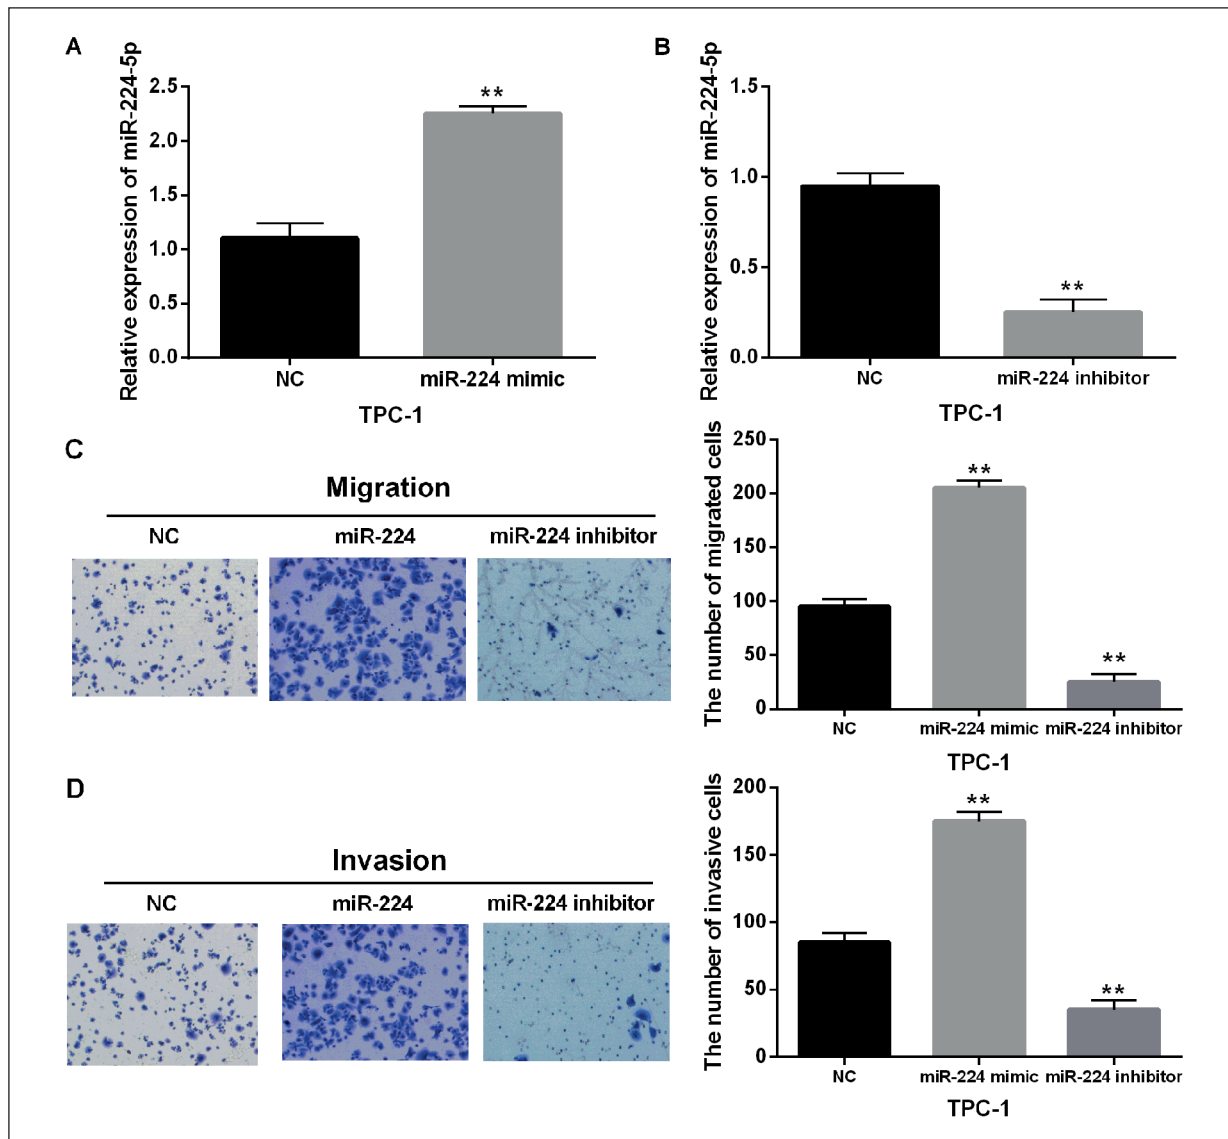 A
Relative expression of miR-224-5p
2.5
2.0
1.5
1.0
0.5
0.0
**
NC
miR-224 mimic
TPC-1
B
Relative expression of miR-224-5p
1.5
1.0
0.5
0.0
**
NC
miR-224 inhibitor
TPC-1
C
Migration
NC
miR-224
miR-224 inhibitor
The number of migrated cells
250
200
150
100
50
0
**
**
NC
miR-224 mimic
miR-224 inhibitor
TPC-1
D
Invasion
NC
miR-224
miR-224 inhibitor
The number of invasive cells
200
150
100
50
0
**
**
NC
miR-224 mimic
miR-224 inhibitor
TPC-1